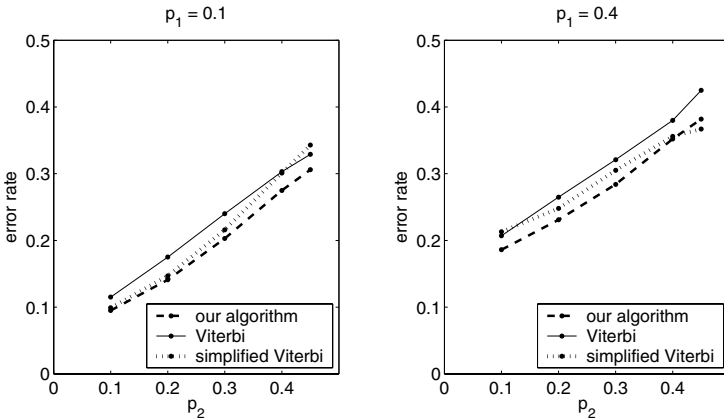 p1 = 0.1
0.5
0.4
0.3
0.2
0.1
0
error rate
our algorithm
Viterbi
simplified Viterbi
0 0.1 0.2 0.3 0.4
p2
p1 = 0.4
0.5
0.4
0.3
0.2
0.1
0
error rate
our algorithm
Viterbi
simplified Viterbi
0 0.1 0.2 0.3 0.4
p2